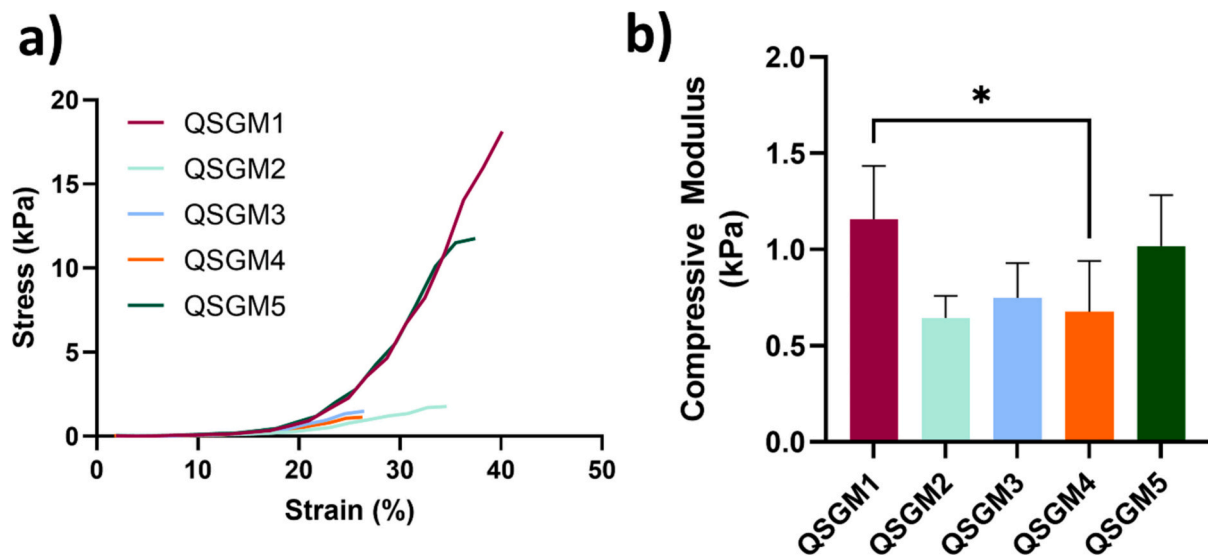 a)
Stress (kPa)
20
15
10
5
0
QSGM1
QSGM2
QSGM3
QSGM4
QSGM5
0 10 20 30 40 50
Strain (%)
b)
Compressive Modulus
(kPa)
2.0
1.5
1.0
0.5
0.0
*
QSGM1
QSGM2
QSGM3
QSGM4
QSGM5